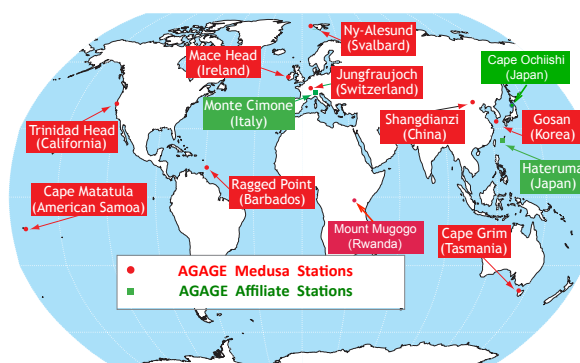 Ny-Alesund
(Svalbard)
Mace Head
(Ireland)
Jungfraujoch
(Switzerland)
Cape Ochiishi
(Japan)
Monte Cimone
(Italy)
Trinidad Head
(California)
Shangdianzi
(China)
Gosan
(Korea)
Hateruma
(Japan)
Cape Matatula
(American Samoa)
Ragged Point
(Barbados)
Mount Mugogo
(Rwanda)
Cape Grim
(Tasmania)
AGAGE Medusa Stations
AGAGE Affiliate Stations